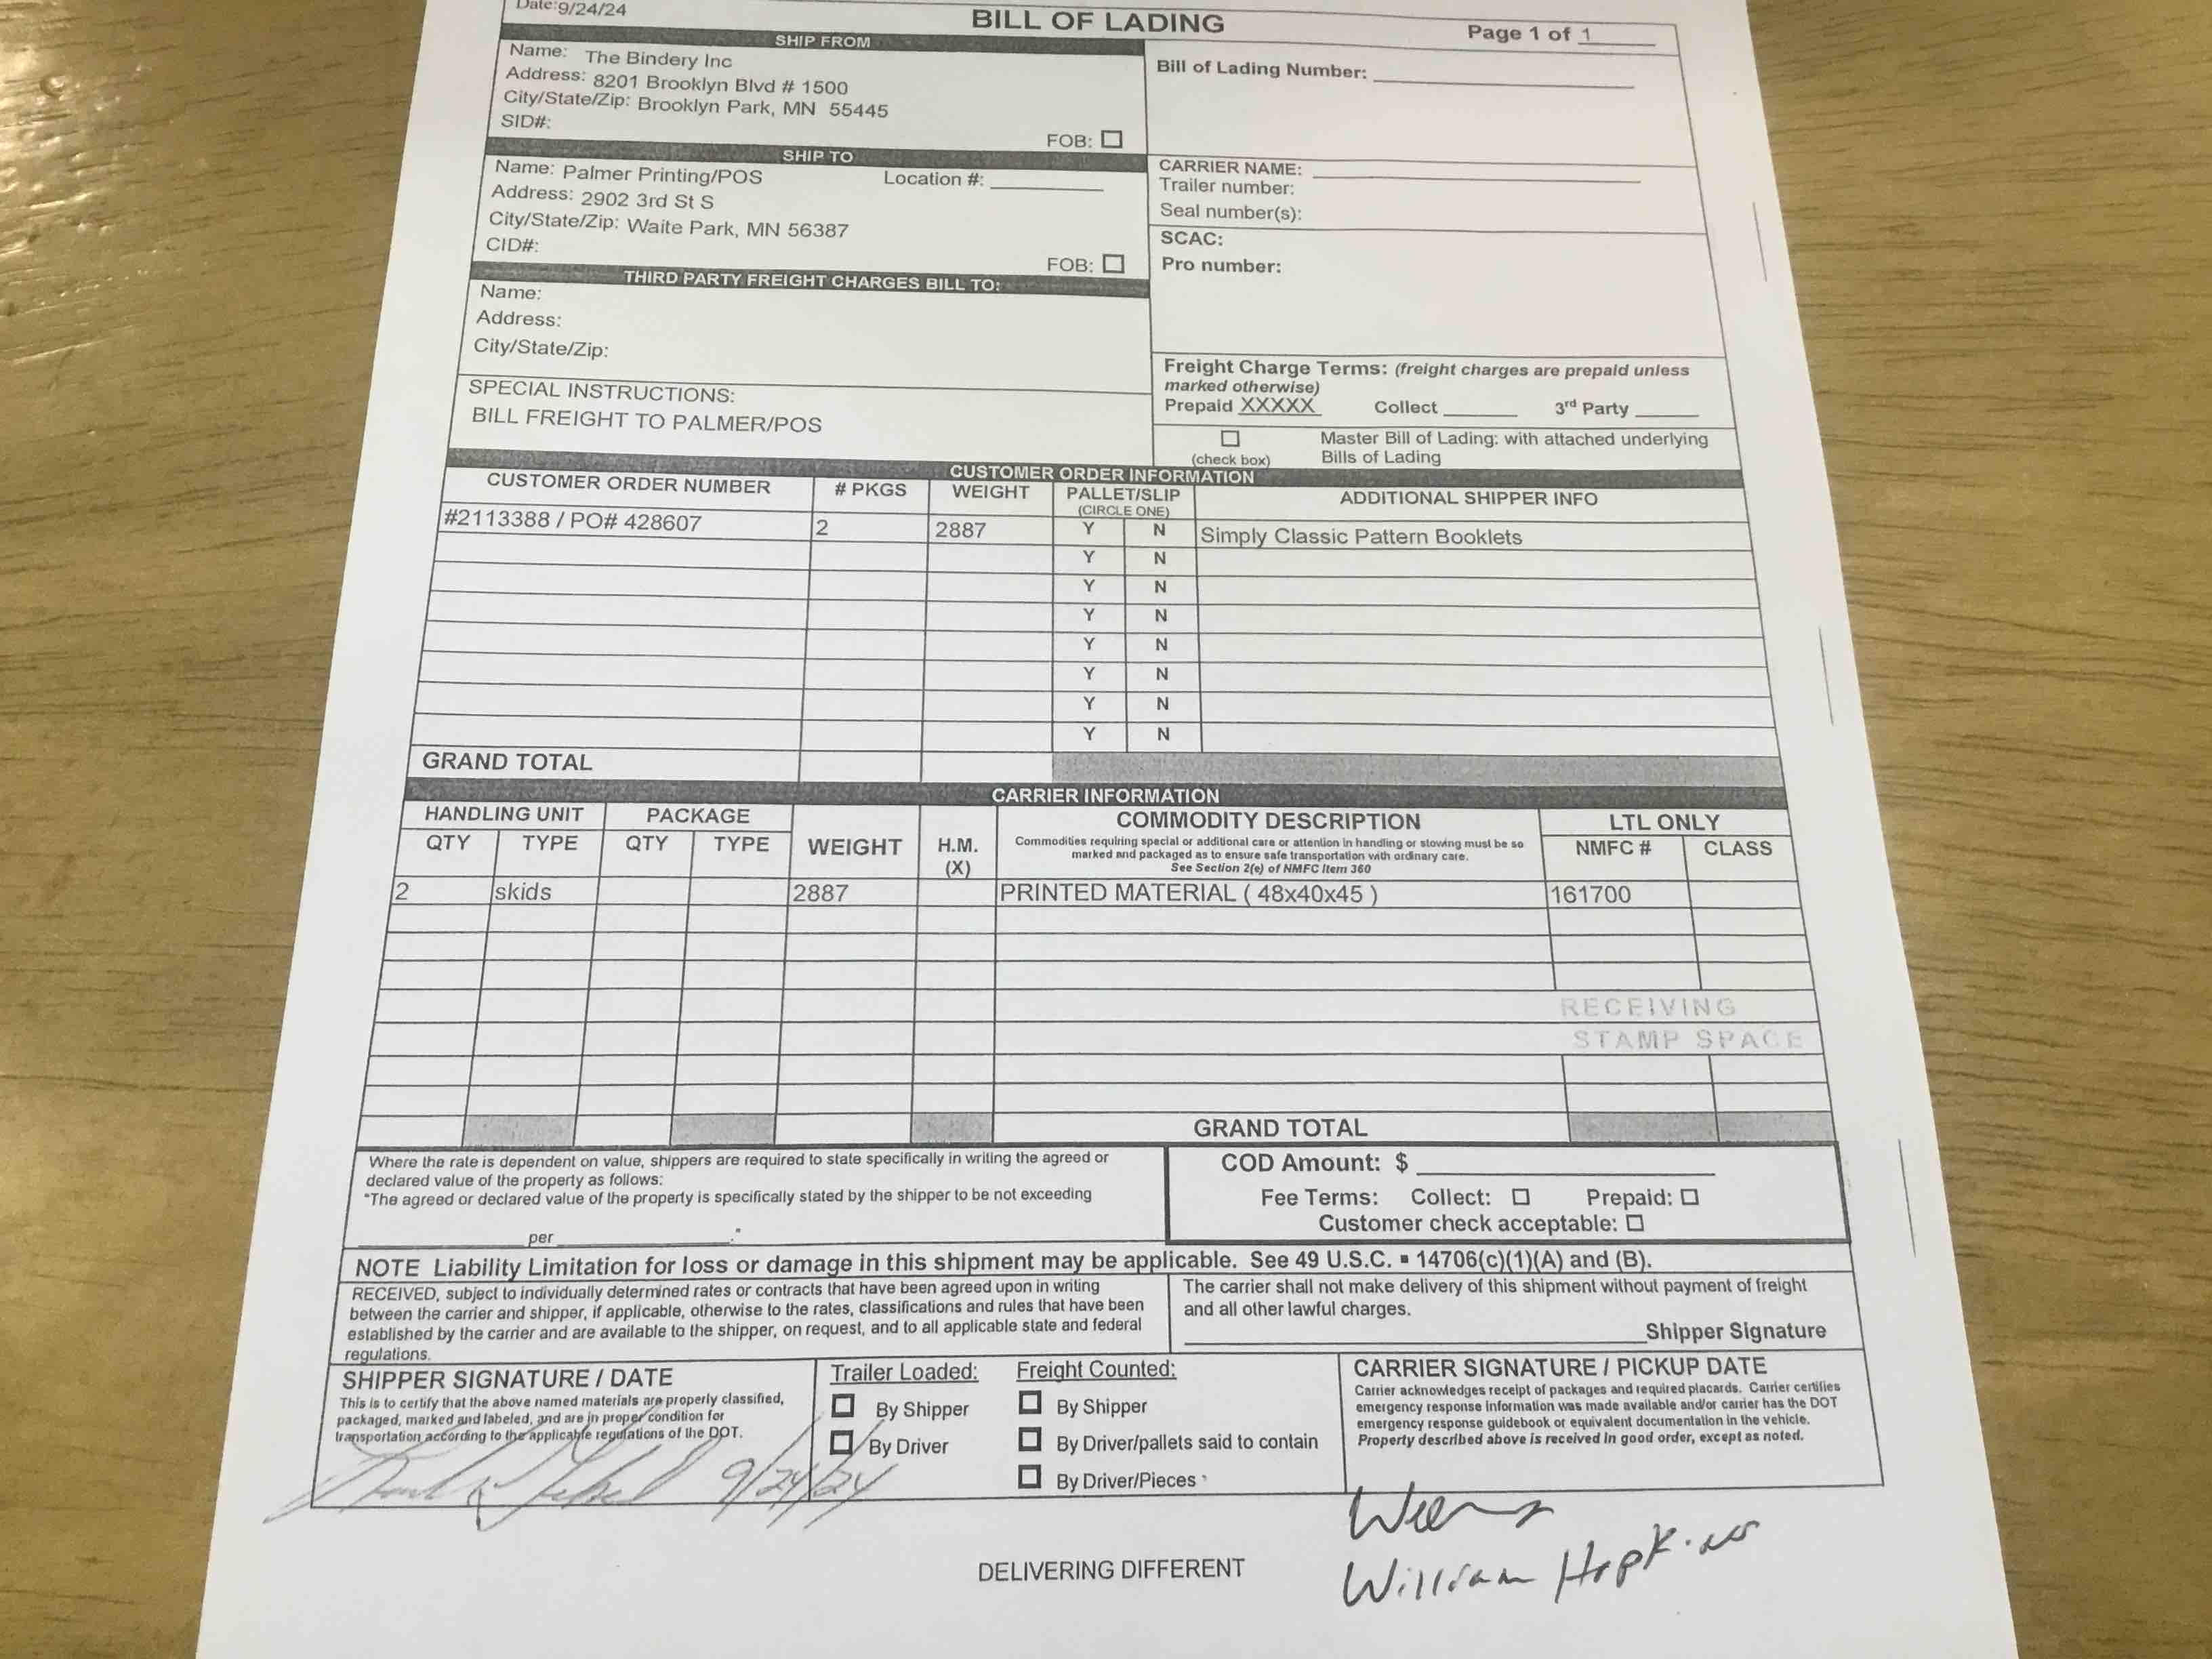 Date:9/24/24
BILL OF LADING
Page 1 of 1
SHIP FROM
Name: The Bindery Inc
Address: 8201 Brooklyn Blvd # 1500
City/State/Zip: Brooklyn Park, MN 55445
SID#:
FOB: ☐
Bill of Lading Number:
SHIP TO
Name: Palmer Printing/POS
Location #:
Address: 2902 3rd St S
City/State/Zip: Waite Park, MN 56387
CID#:
FOB: ☐
CARRIER NAME:
Trailer number:
Seal number(s):
SCAC:
Pro number:
THIRD PARTY FREIGHT CHARGES BILL TO:
Name:
Address:
City/State/Zip:
SPECIAL INSTRUCTIONS:
BILL FREIGHT TO PALMER/POS
Freight Charge Terms: (freight charges are prepaid unless
marked otherwise)
Prepaid XXXXX Collect 3rd Party
☐
(check box)
Master Bill of Lading: with attached underlying
Bills of Lading
CUSTOMER ORDER INFORMATION
CUSTOMER ORDER NUMBER # PKGS WEIGHT PALLET/SLIP ADDITIONAL SHIPPER INFO
(CIRCLE ONE)
#2113388 / PO# 428607 2 2887 Y N Simply Classic Pattern Booklets
Y N
Y N
Y N
Y N
Y N
Y N
Y N
GRAND TOTAL
CARRIER INFORMATION
HANDLING UNIT PACKAGE COMMODITY DESCRIPTION LTL ONLY
QTY TYPE QTY TYPE WEIGHT H.M.
(X)
Commodities requiring special or additional care or attention in handling or stowing must be so
marked and packaged as to ensure safe transportation with ordinary care.
See Section 2(e) of NMFC Item 360
NMFC # CLASS
2 skids 2887 PRINTED MATERIAL ( 48x40x45 ) 161700
RECEIVING
STAMP SPACE
GRAND TOTAL
Where the rate is dependent on value, shippers are required to state specifically in writing the agreed or
declared value of the property as follows:
"The agreed or declared value of the property is specifically stated by the shipper to be not exceeding
per ."
COD Amount: $
Fee Terms: Collect: ☐ Prepaid: ☐
Customer check acceptable: ☐
NOTE Liability Limitation for loss or damage in this shipment may be applicable. See 49 U.S.C. ▪ 14706(c)(1)(A) and (B).
RECEIVED, subject to individually determined rates or contracts that have been agreed upon in writing
between the carrier and shipper, if applicable, otherwise to the rates, classifications and rules that have been
established by the carrier and are available to the shipper, on request, and to all applicable state and federal
regulations.
The carrier shall not make delivery of this shipment without payment of freight
and all other lawful charges.
Shipper Signature
SHIPPER SIGNATURE / DATE
This is to certify that the above named materials are properly classified,
packaged, marked and labeled, and are in proper condition for
transportation according to the applicable regulations of the DOT.
9/24/24
Trailer Loaded:
☐ By Shipper
☐ By Driver
Freight Counted:
☐ By Shipper
☐ By Driver/pallets said to contain
☐ By Driver/Pieces
CARRIER SIGNATURE / PICKUP DATE
Carrier acknowledges receipt of packages and required placards. Carrier certifies
emergency response information was made available and/or carrier has the DOT
emergency response guidebook or equivalent documentation in the vehicle.
Property described above is received in good order, except as noted.
William Hopkins
DELIVERING DIFFERENT